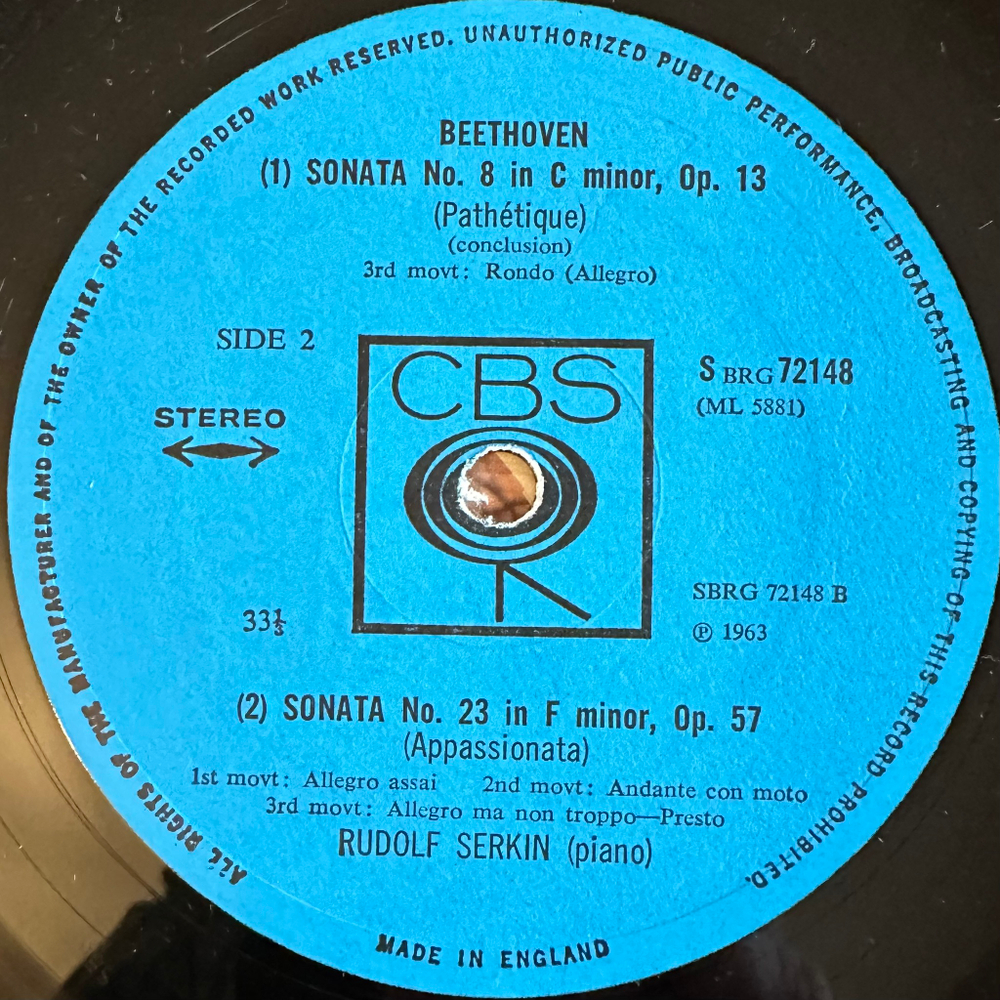 ALL RIGHTS OF THE MANUFACTURER AND OF THE OWNER OF THE RECORDED WORK RESERVED. UNAUTHORIZED PUBLIC PERFORMANCE, BROADCASTING AND COPYING OF THIS RECORD PROHIBITED.
BEETHOVEN
(1) SONATA No. 8 in C minor, Op. 13
(Pathétique)
(conclusion)
3rd movt: Rondo (Allegro)
SIDE 2
STEREO
CBS
S BRG 72148
(ML 5881)
33⅓
SBRG 72148 B
℗ 1963
(2) SONATA No. 23 in F minor, Op. 57
(Appassionata)
1st movt: Allegro assai 2nd movt: Andante con moto
3rd movt: Allegro ma non troppo—Presto
RUDOLF SERKIN (piano)
MADE IN ENGLAND